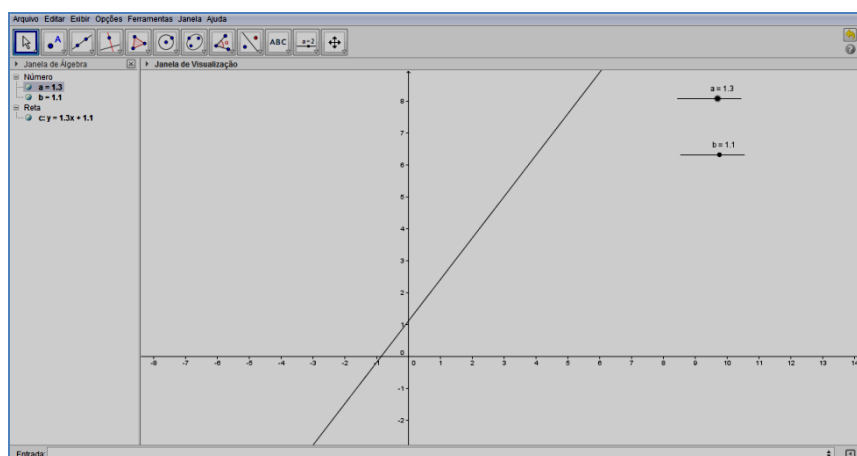 Arquivo Editar Exibir Opções Ferramentas Janela Ajuda
A
α
ABC
a=2
Janela de Álgebra
Janela de Visualização
Número
a = 1.3
b = 1.1
Reta
c: y = 1.3x + 1.1
a = 1.3
b = 1.1
8
7
6
5
4
3
2
1
0
-8 -7 -6 -5 -4 -3 -2 -1 0 1 2 3 4 5 6 7 8 9 10 11 12 13 14
-1
-2
Entrada: